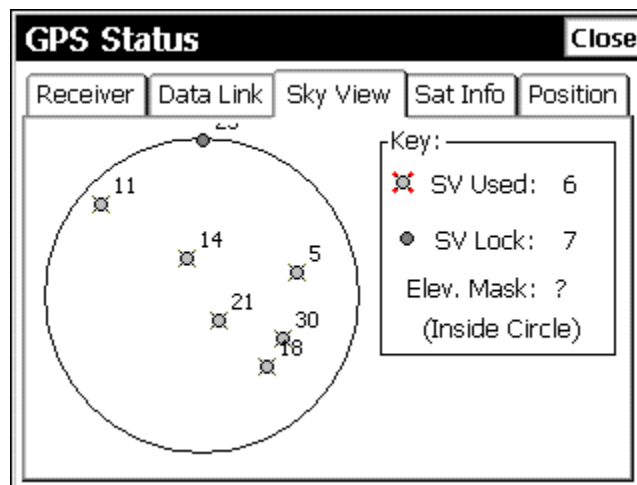 GPS Status
Close
Receiver
Data Link
Sky View
Sat Info
Position
11
14
5
21
30
18
Key:
SV Used: 6
SV Lock: 7
Elev. Mask: ?
(Inside Circle)